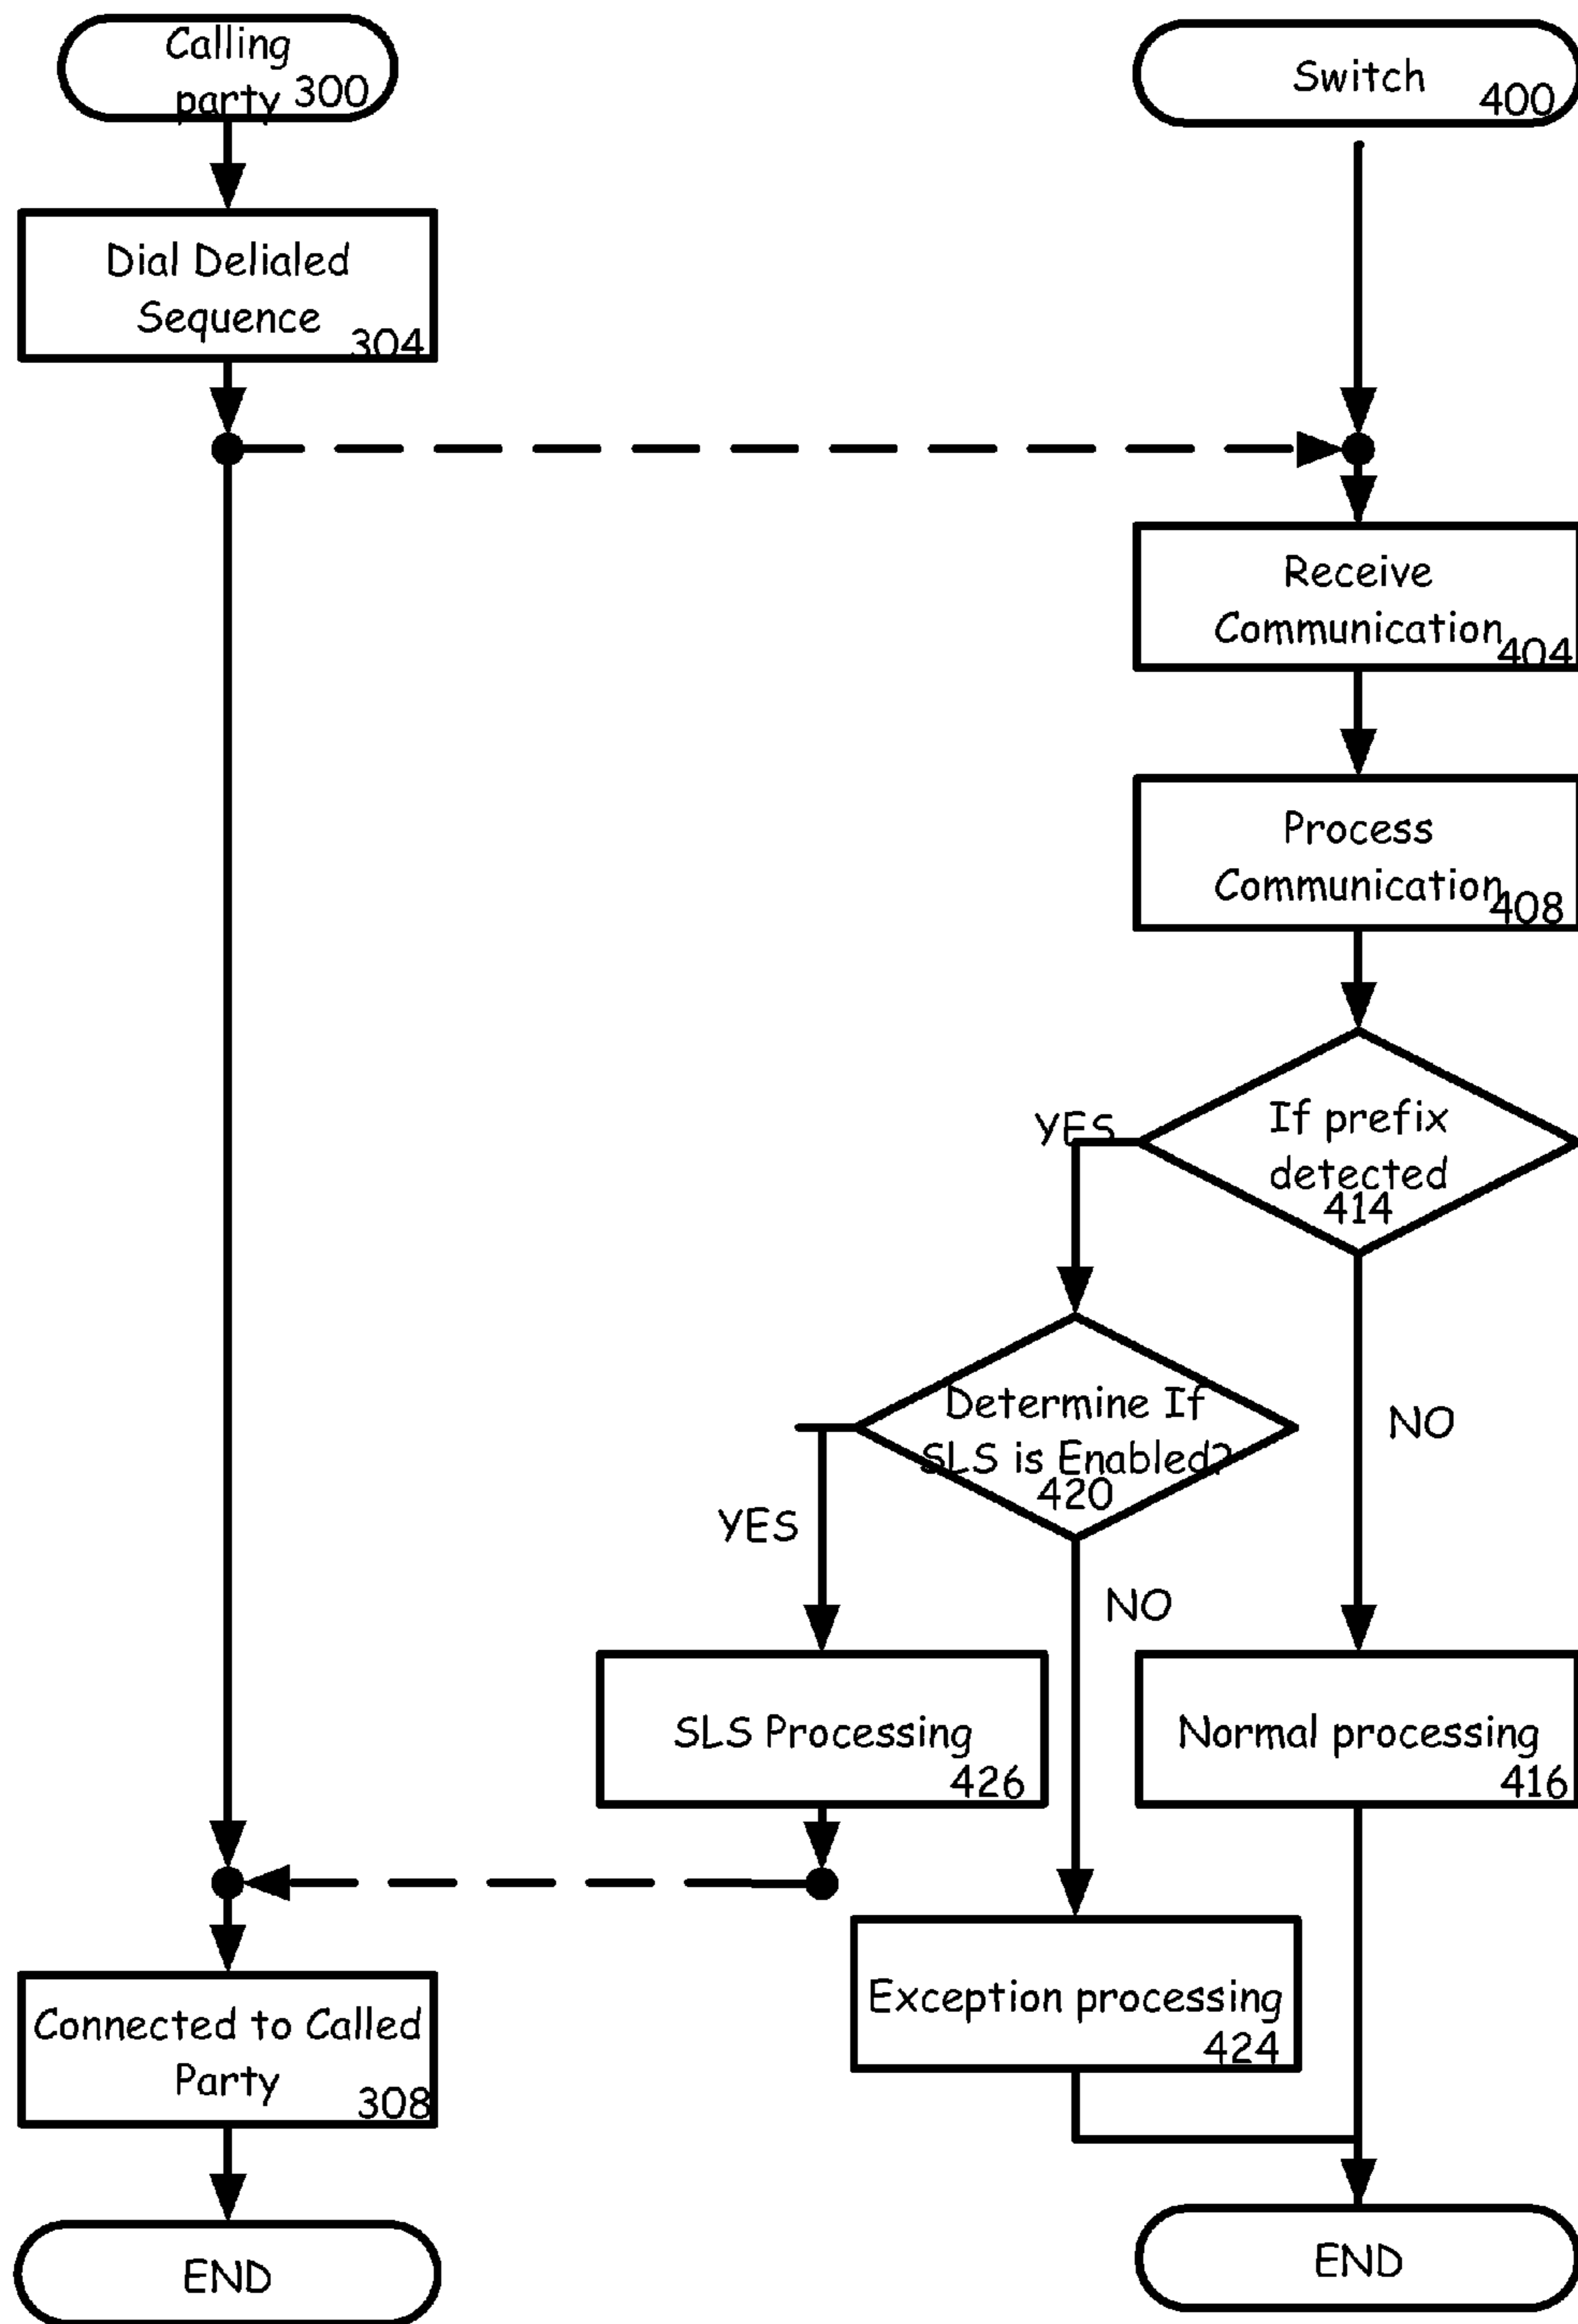 Calling
party 300
Switch
400
Dial Delialed
Sequence
304
Receive
Communication
404
Process
Communication
408
If prefix
detected
414
YES
NO
Determine If
SLS is Enabled?
420
YES
NO
SLS Processing
426
Normal processing
416
Exception processing
424
Connected to Called
Party
308
END
END